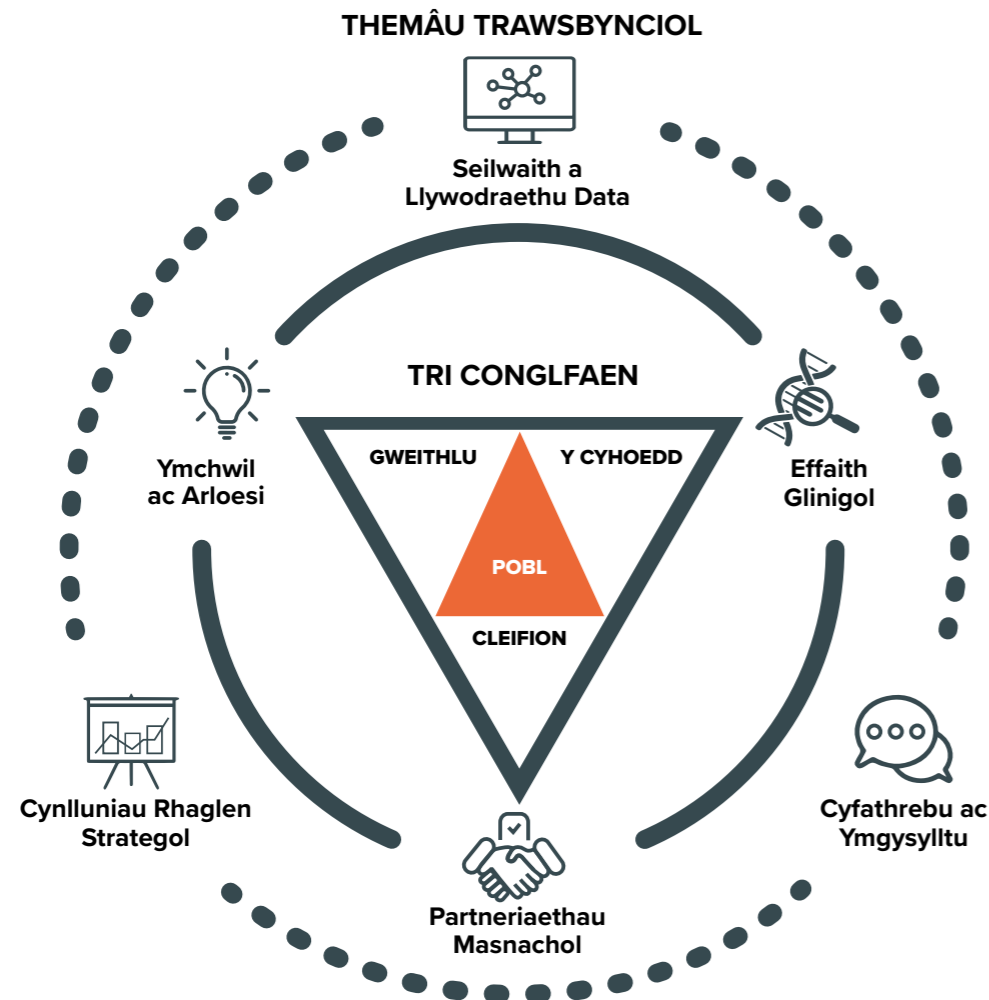 THEMÂU TRAWSBYNCIOL
Seilwaith a
Llywodraethu Data
TRI CONGLFAEN
GWEITHLU
Y CYHOEDD
Ymchwil
ac Arloesi
Effaith
Glinigol
POBL
CLEIFION
Cynlluniau Rhaglen
Strategol
Cyfathrebu ac
Ymgysylltu
Partneriaethau
Masnachol